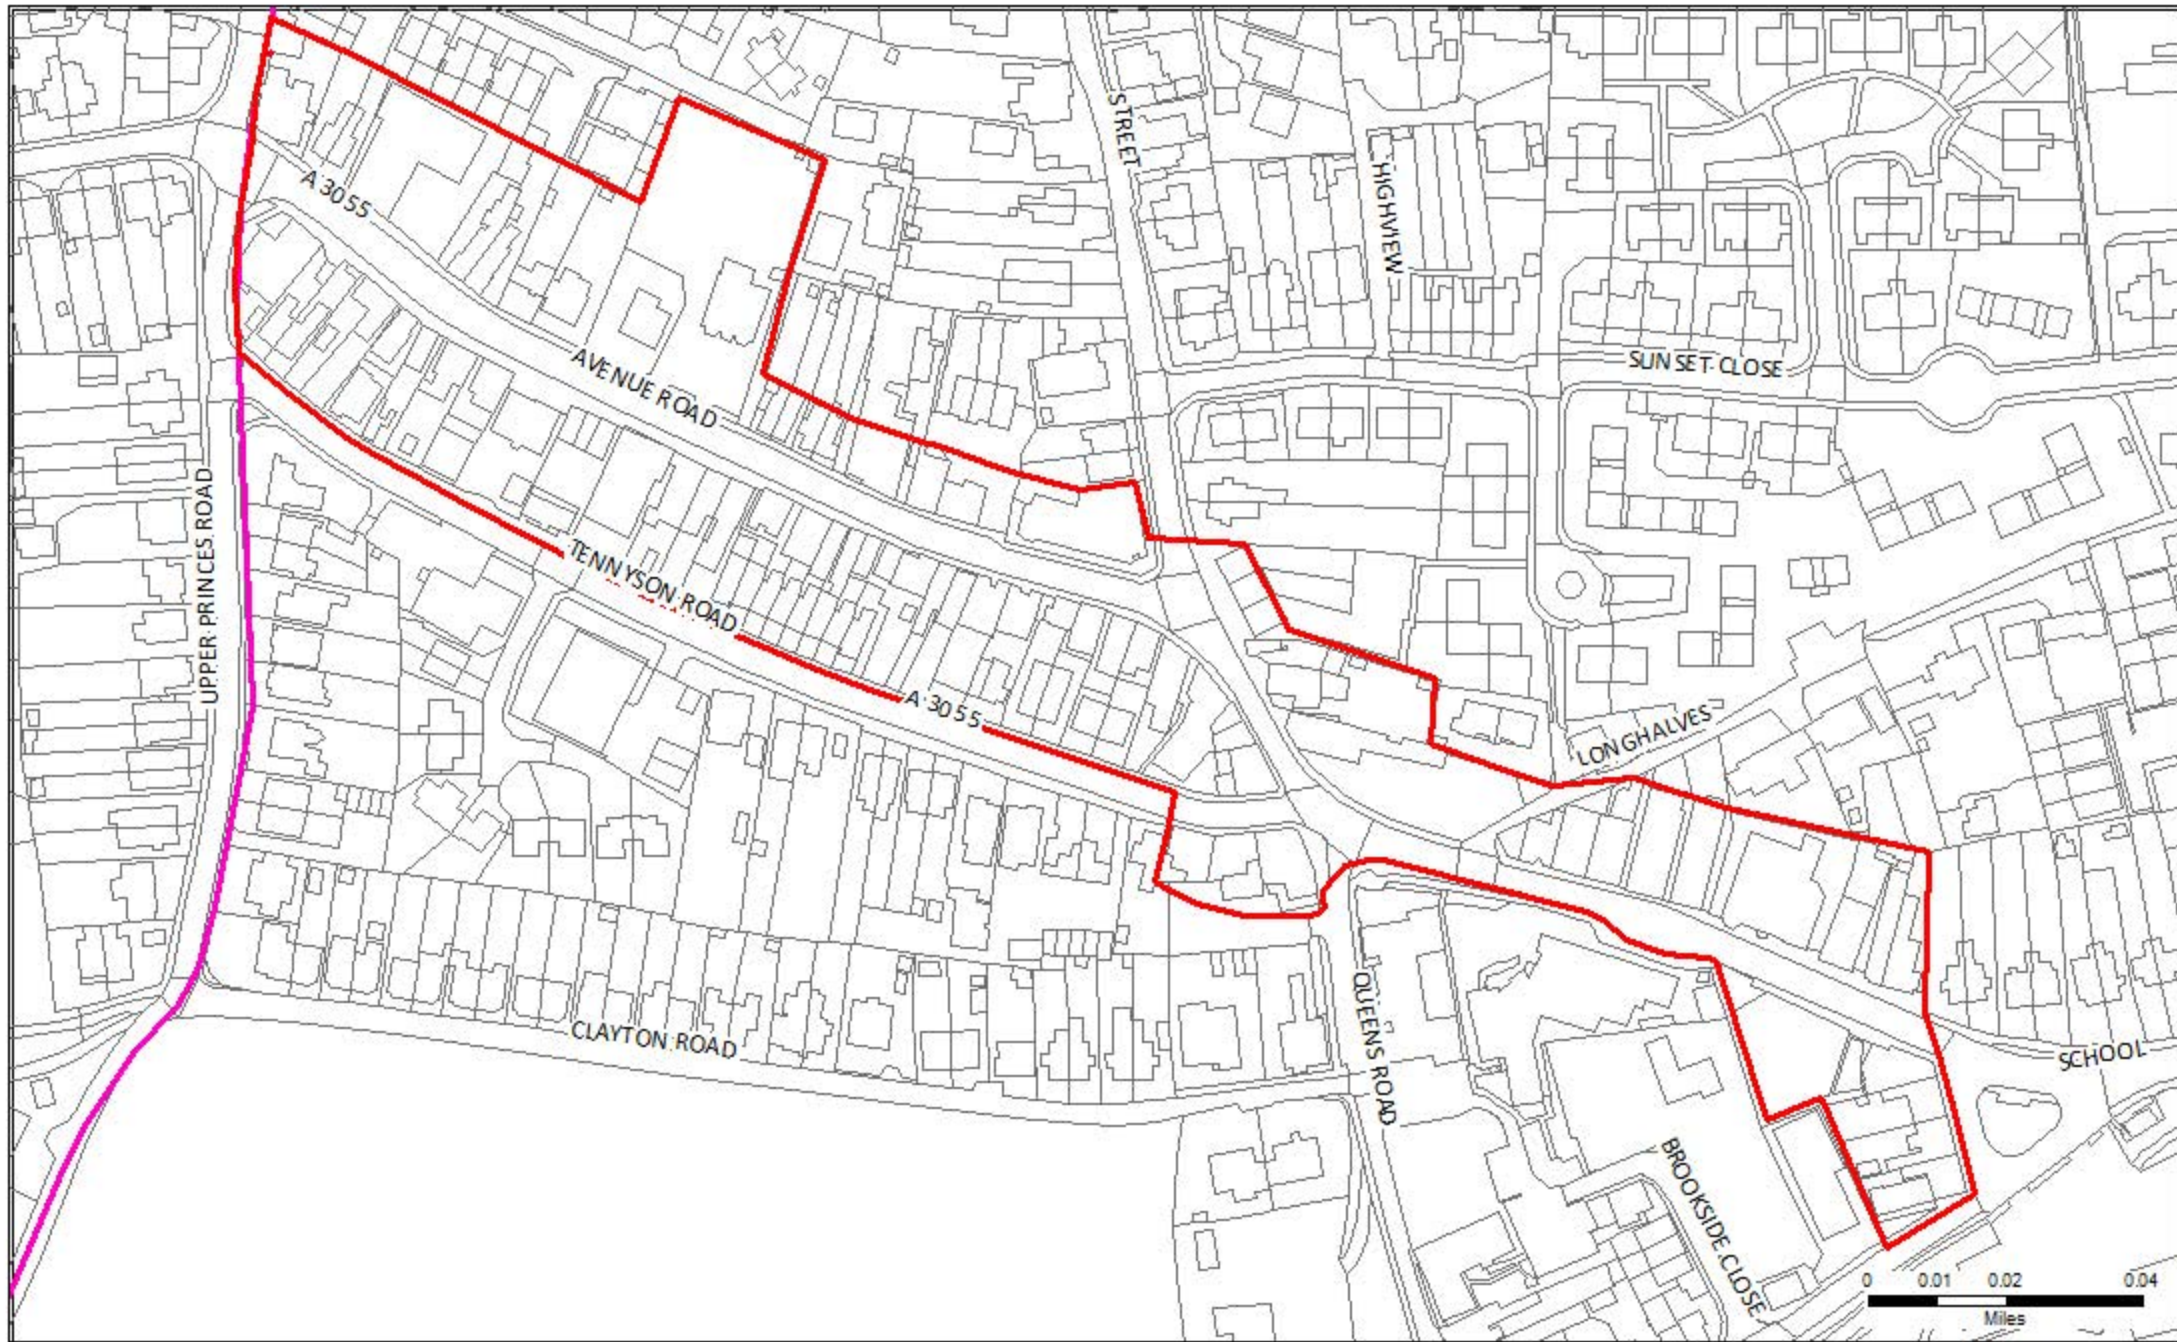 STREET
HIGHVIEW
A 3055
SUNSET CLOSE
AVENUE ROAD
UPPER PRINCES ROAD
TENNYSON ROAD
A 3055
LONGHALVES
QUEENS ROAD
CLAYTON ROAD
SCHOOL
BROOKSIDE CLOSE
0 0.01 0.02 0.04
Miles